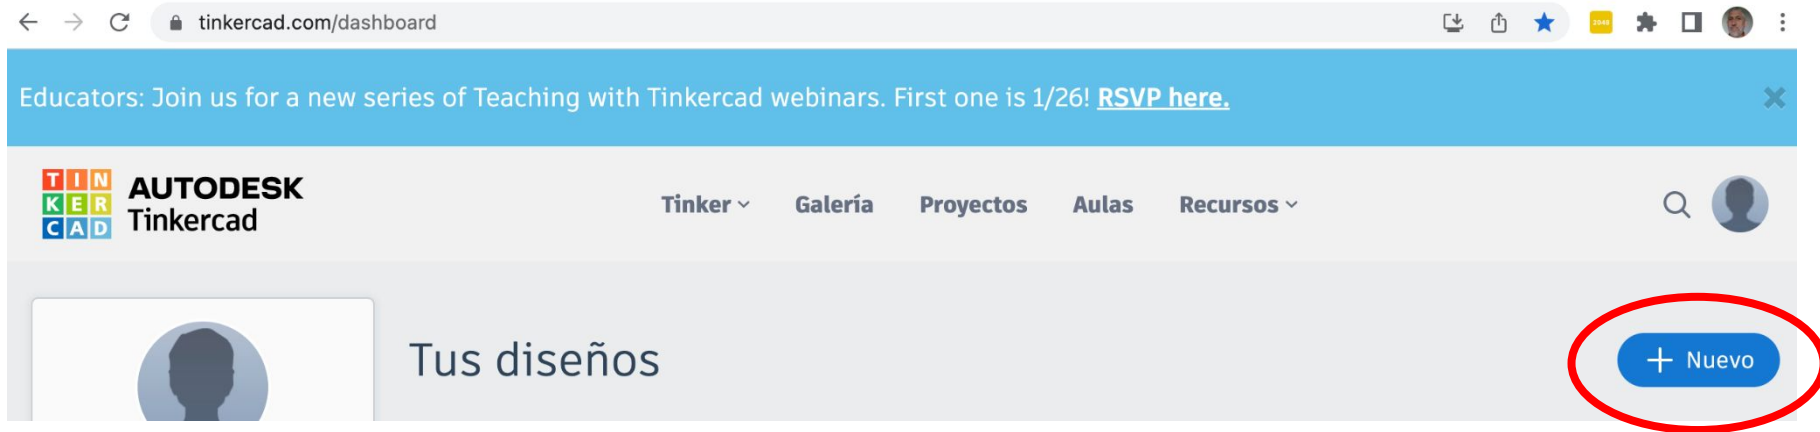 tinkercad.com/dashboard
2048
Educators: Join us for a new series of Teaching with Tinkercad webinars. First one is 1/26! RSVP here.
TIN
KER
CAD
AUTODESK
Tinkercad
Tinker
Galería
Proyectos
Aulas
Recursos
Tus diseños
+ Nuevo